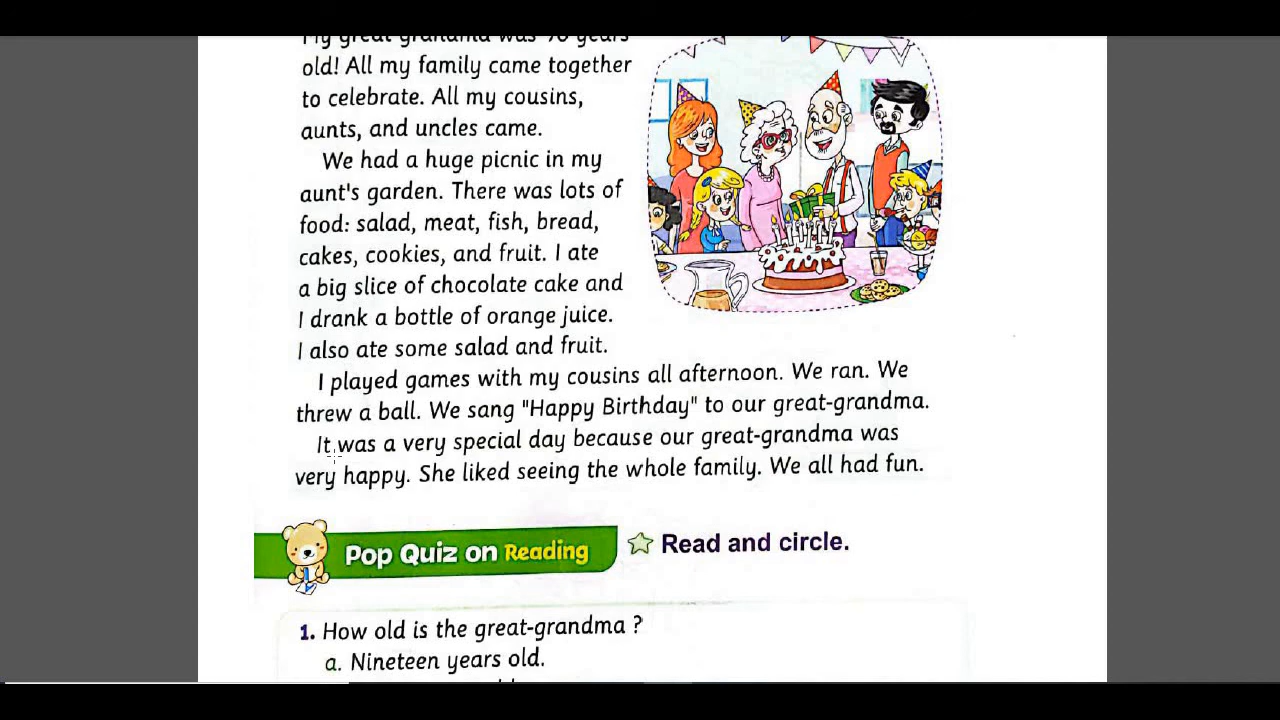 My great grandma was years
old! All my family came together
to celebrate. All my cousins,
aunts, and uncles came.
We had a huge picnic in my
aunt's garden. There was lots of
food: salad, meat, fish, bread,
cakes, cookies, and fruit. I ate
a big slice of chocolate cake and
I drank a bottle of orange juice.
I also ate some salad and fruit.
I played games with my cousins all afternoon. We ran. We
threw a ball. We sang "Happy Birthday" to our great-grandma.
It was a very special day because our great-grandma was
very happy. She liked seeing the whole family. We all had fun.
Pop Quiz on Reading
Read and circle.
1. How old is the great-grandma ?
a. Nineteen years old.